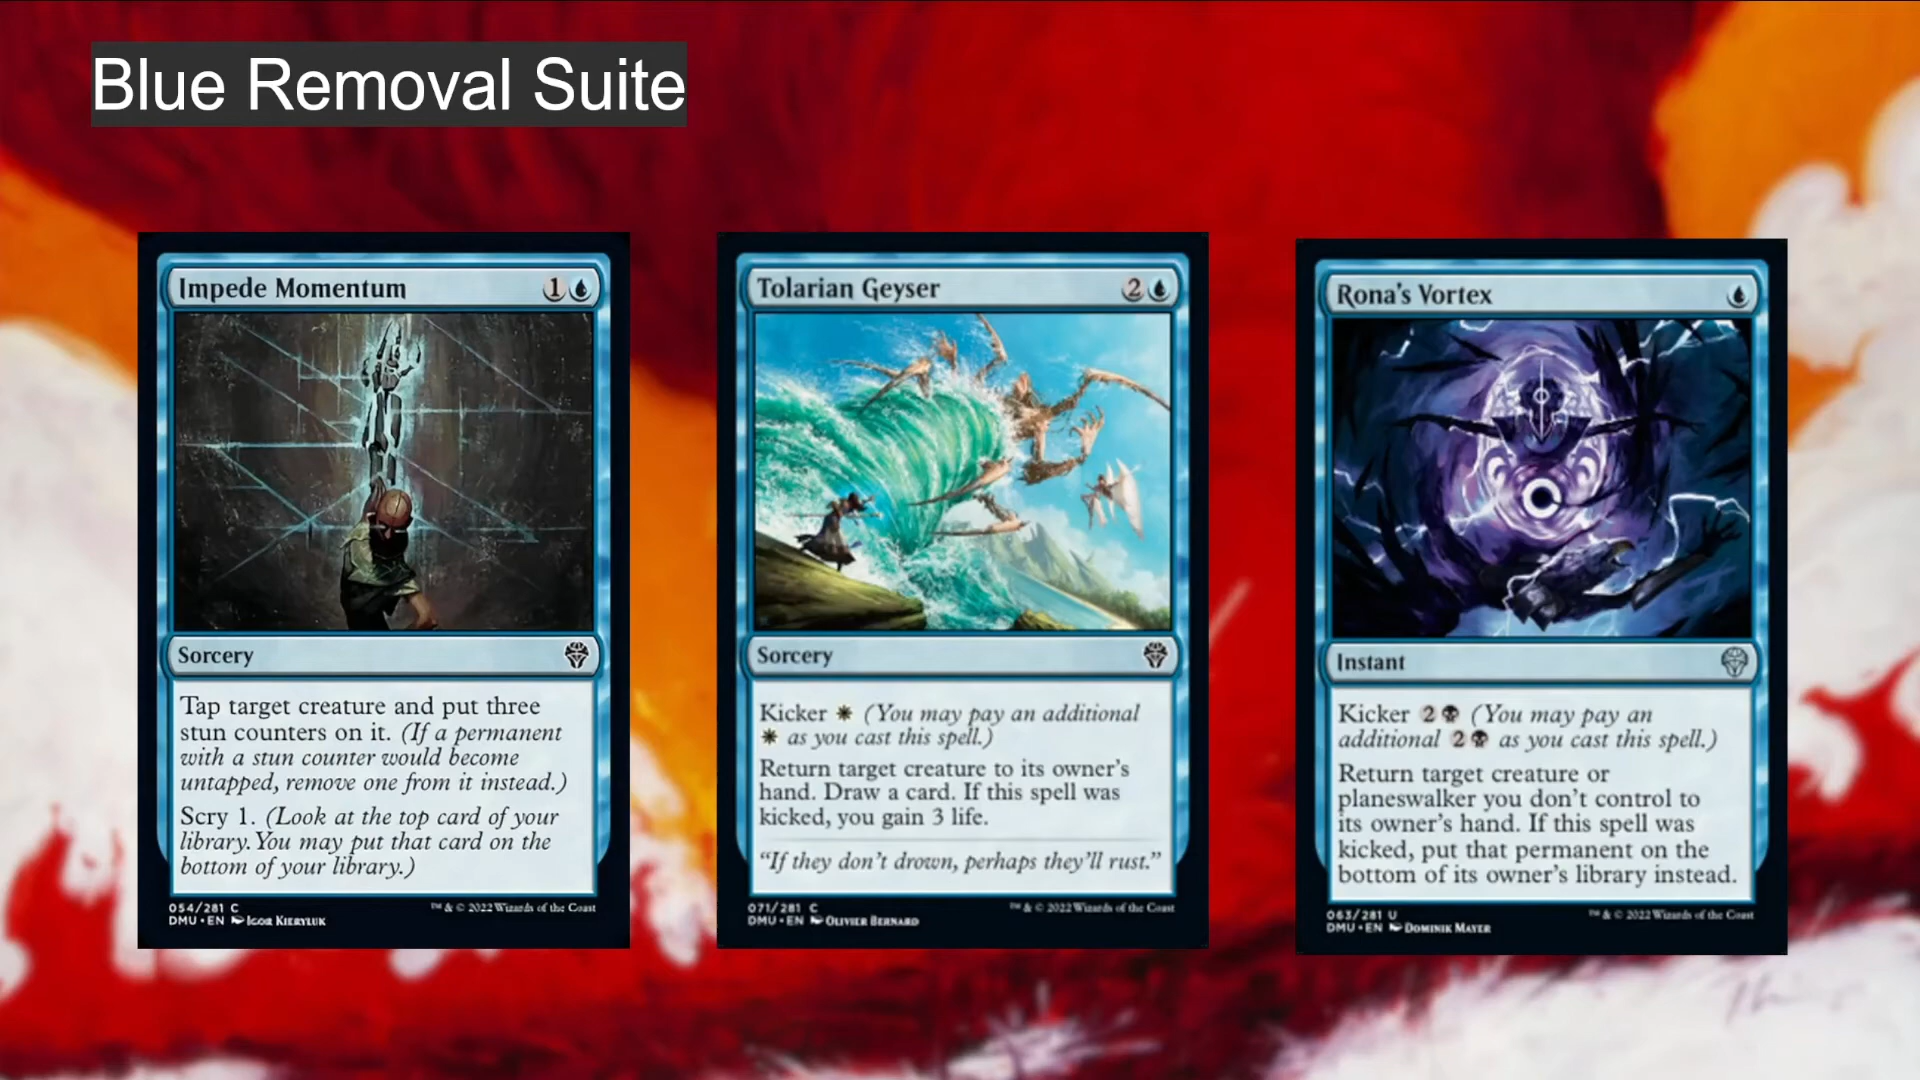 Blue Removal Suite
Impede Momentum 1
Sorcery
Tap target creature and put three
stun counters on it. (If a permanent
with a stun counter would become
untapped, remove one from it instead.)
Scry 1. (Look at the top card of your
library. You may put that card on the
bottom of your library.)
054/281 C
DMU • EN IGOR KIERYLUK
™ & © 2022 Wizards of the Coast
Tolarian Geyser 2
Sorcery
Kicker (You may pay an additional
as you cast this spell.)
Return target creature to its owner's
hand. Draw a card. If this spell was
kicked, you gain 3 life.
“If they don't drown, perhaps they'll rust.”
071/281 C
DMU • EN OLIVIER BERNARD
™ & © 2022 Wizards of the Coast
Rona's Vortex
Instant
Kicker 2 (You may pay an
additional 2 as you cast this spell.)
Return target creature or
planeswalker you don't control to
its owner's hand. If this spell was
kicked, put that permanent on the
bottom of its owner's library instead.
063/281 U
DMU • EN DOMINIK MAYER
™ & © 2022 Wizards of the Coast